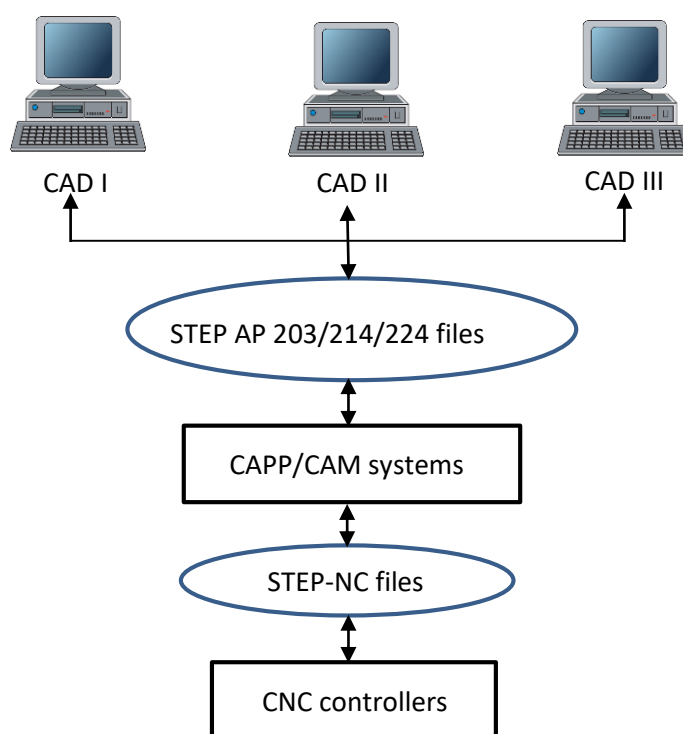 CAD I
CAD II
CAD III
STEP AP 203/214/224 files
CAPP/CAM systems
STEP-NC files
CNC controllers